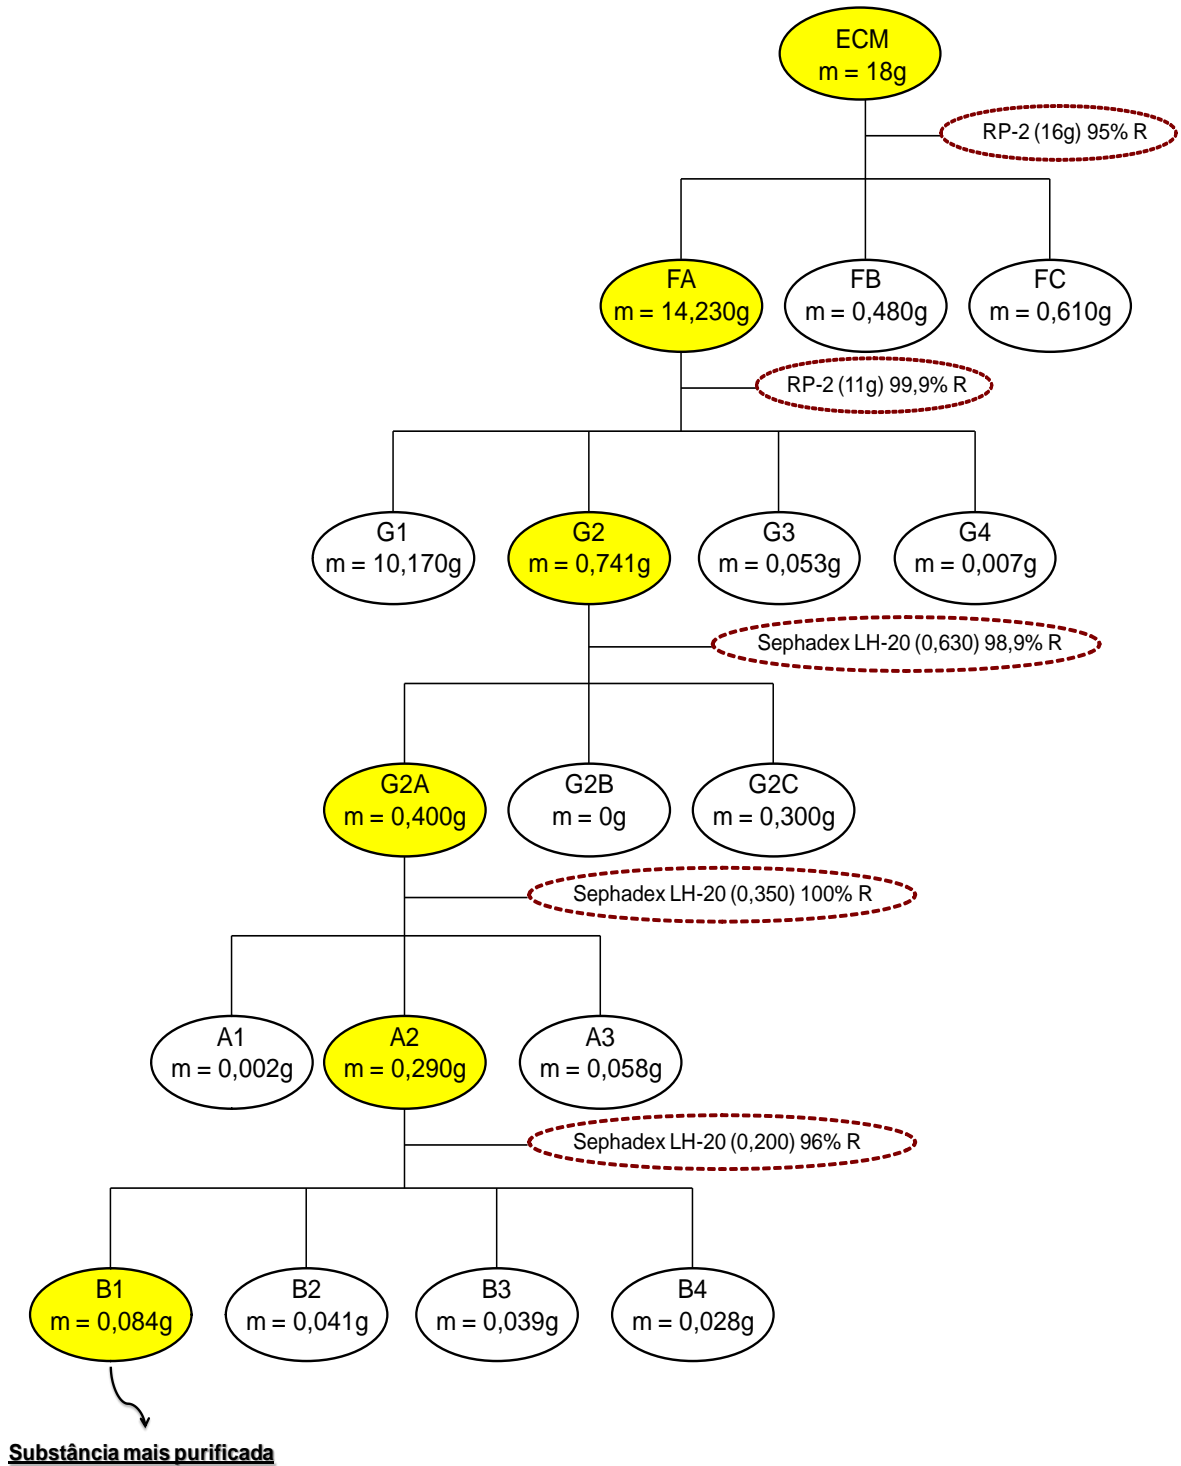 ECM
m = 18g
RP-2 (16g) 95% R
FA
m = 14,230g
FB
m = 0,480g
FC
m = 0,610g
RP-2 (11g) 99,9% R
G1
m = 10,170g
G2
m = 0,741g
G3
m = 0,053g
G4
m = 0,007g
Sephadex LH-20 (0,630) 98,9% R
G2A
m = 0,400g
G2B
m = 0g
G2C
m = 0,300g
Sephadex LH-20 (0,350) 100% R
A1
m = 0,002g
A2
m = 0,290g
A3
m = 0,058g
Sephadex LH-20 (0,200) 96% R
B1
m = 0,084g
B2
m = 0,041g
B3
m = 0,039g
B4
m = 0,028g
Substância mais purificada